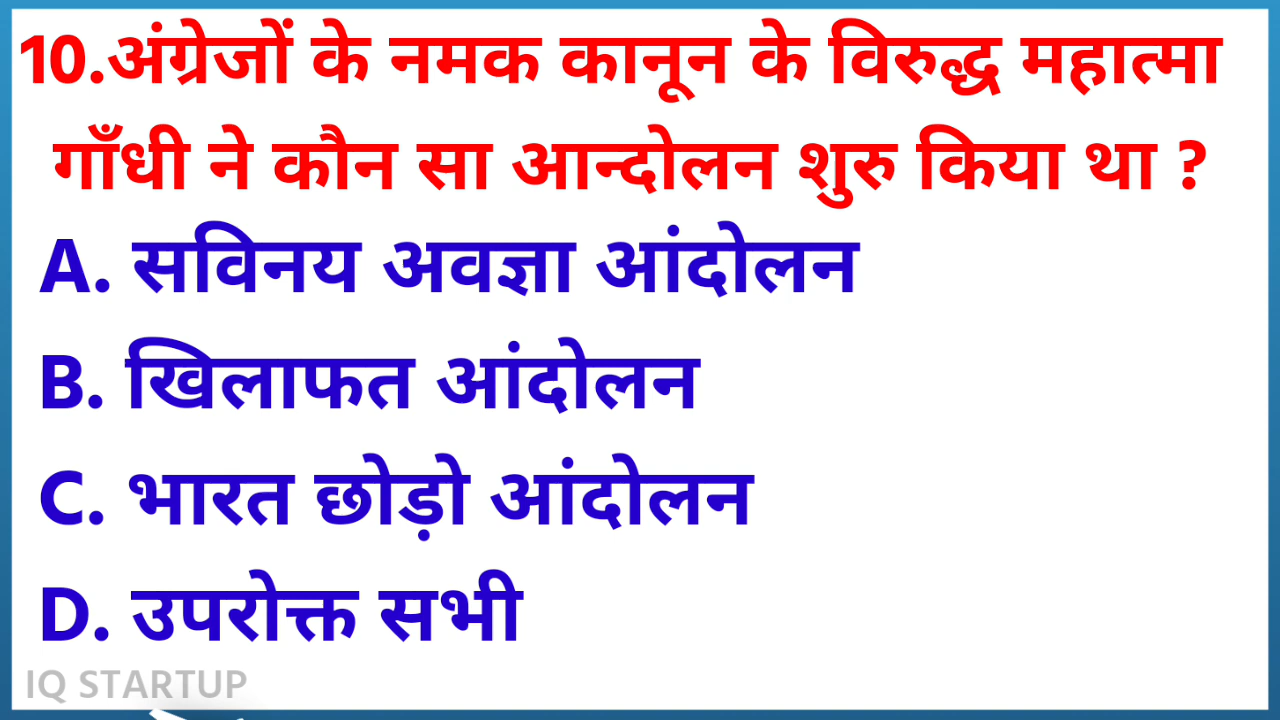 10.अंग्रेजों के नमक कानून के विरुद्ध महात्मा
गाँधी ने कौन सा आन्दोलन शुरु किया था ?
A. सविनय अवज्ञा आंदोलन
B. खिलाफत आंदोलन
C. भारत छोड़ो आंदोलन
D. उपरोक्त सभी
IQ STARTUP